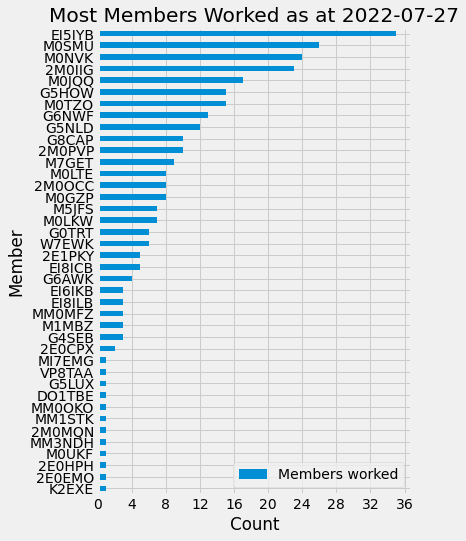 Most Members Worked as at 2022-07-27
EI5IYB
M0SMU
M0NVK
2M0IIG
M0JQQ
G5HOW
M0TZO
G6NWF
G5NLD
G8CAP
2M0PVP
M7GET
M0LTE
2M0OCC
M0GZP
M5JFS
M0LKW
G0TRT
W7EWK
2E1PKY
EI8ICB
G6AWK
EI6IKB
EI8ILB
MM0MFZ
M1MBZ
G4SEB
2E0CPX
MI7EMG
VP8TAA
G5LUX
DO1TBE
MM0OKO
MM1STK
2M0MQN
MM3NDH
M0UKF
2E0HPH
2E0EMO
K2EXE
Member
Members worked
0 4 8 12 16 20 24 28 32 36
Count